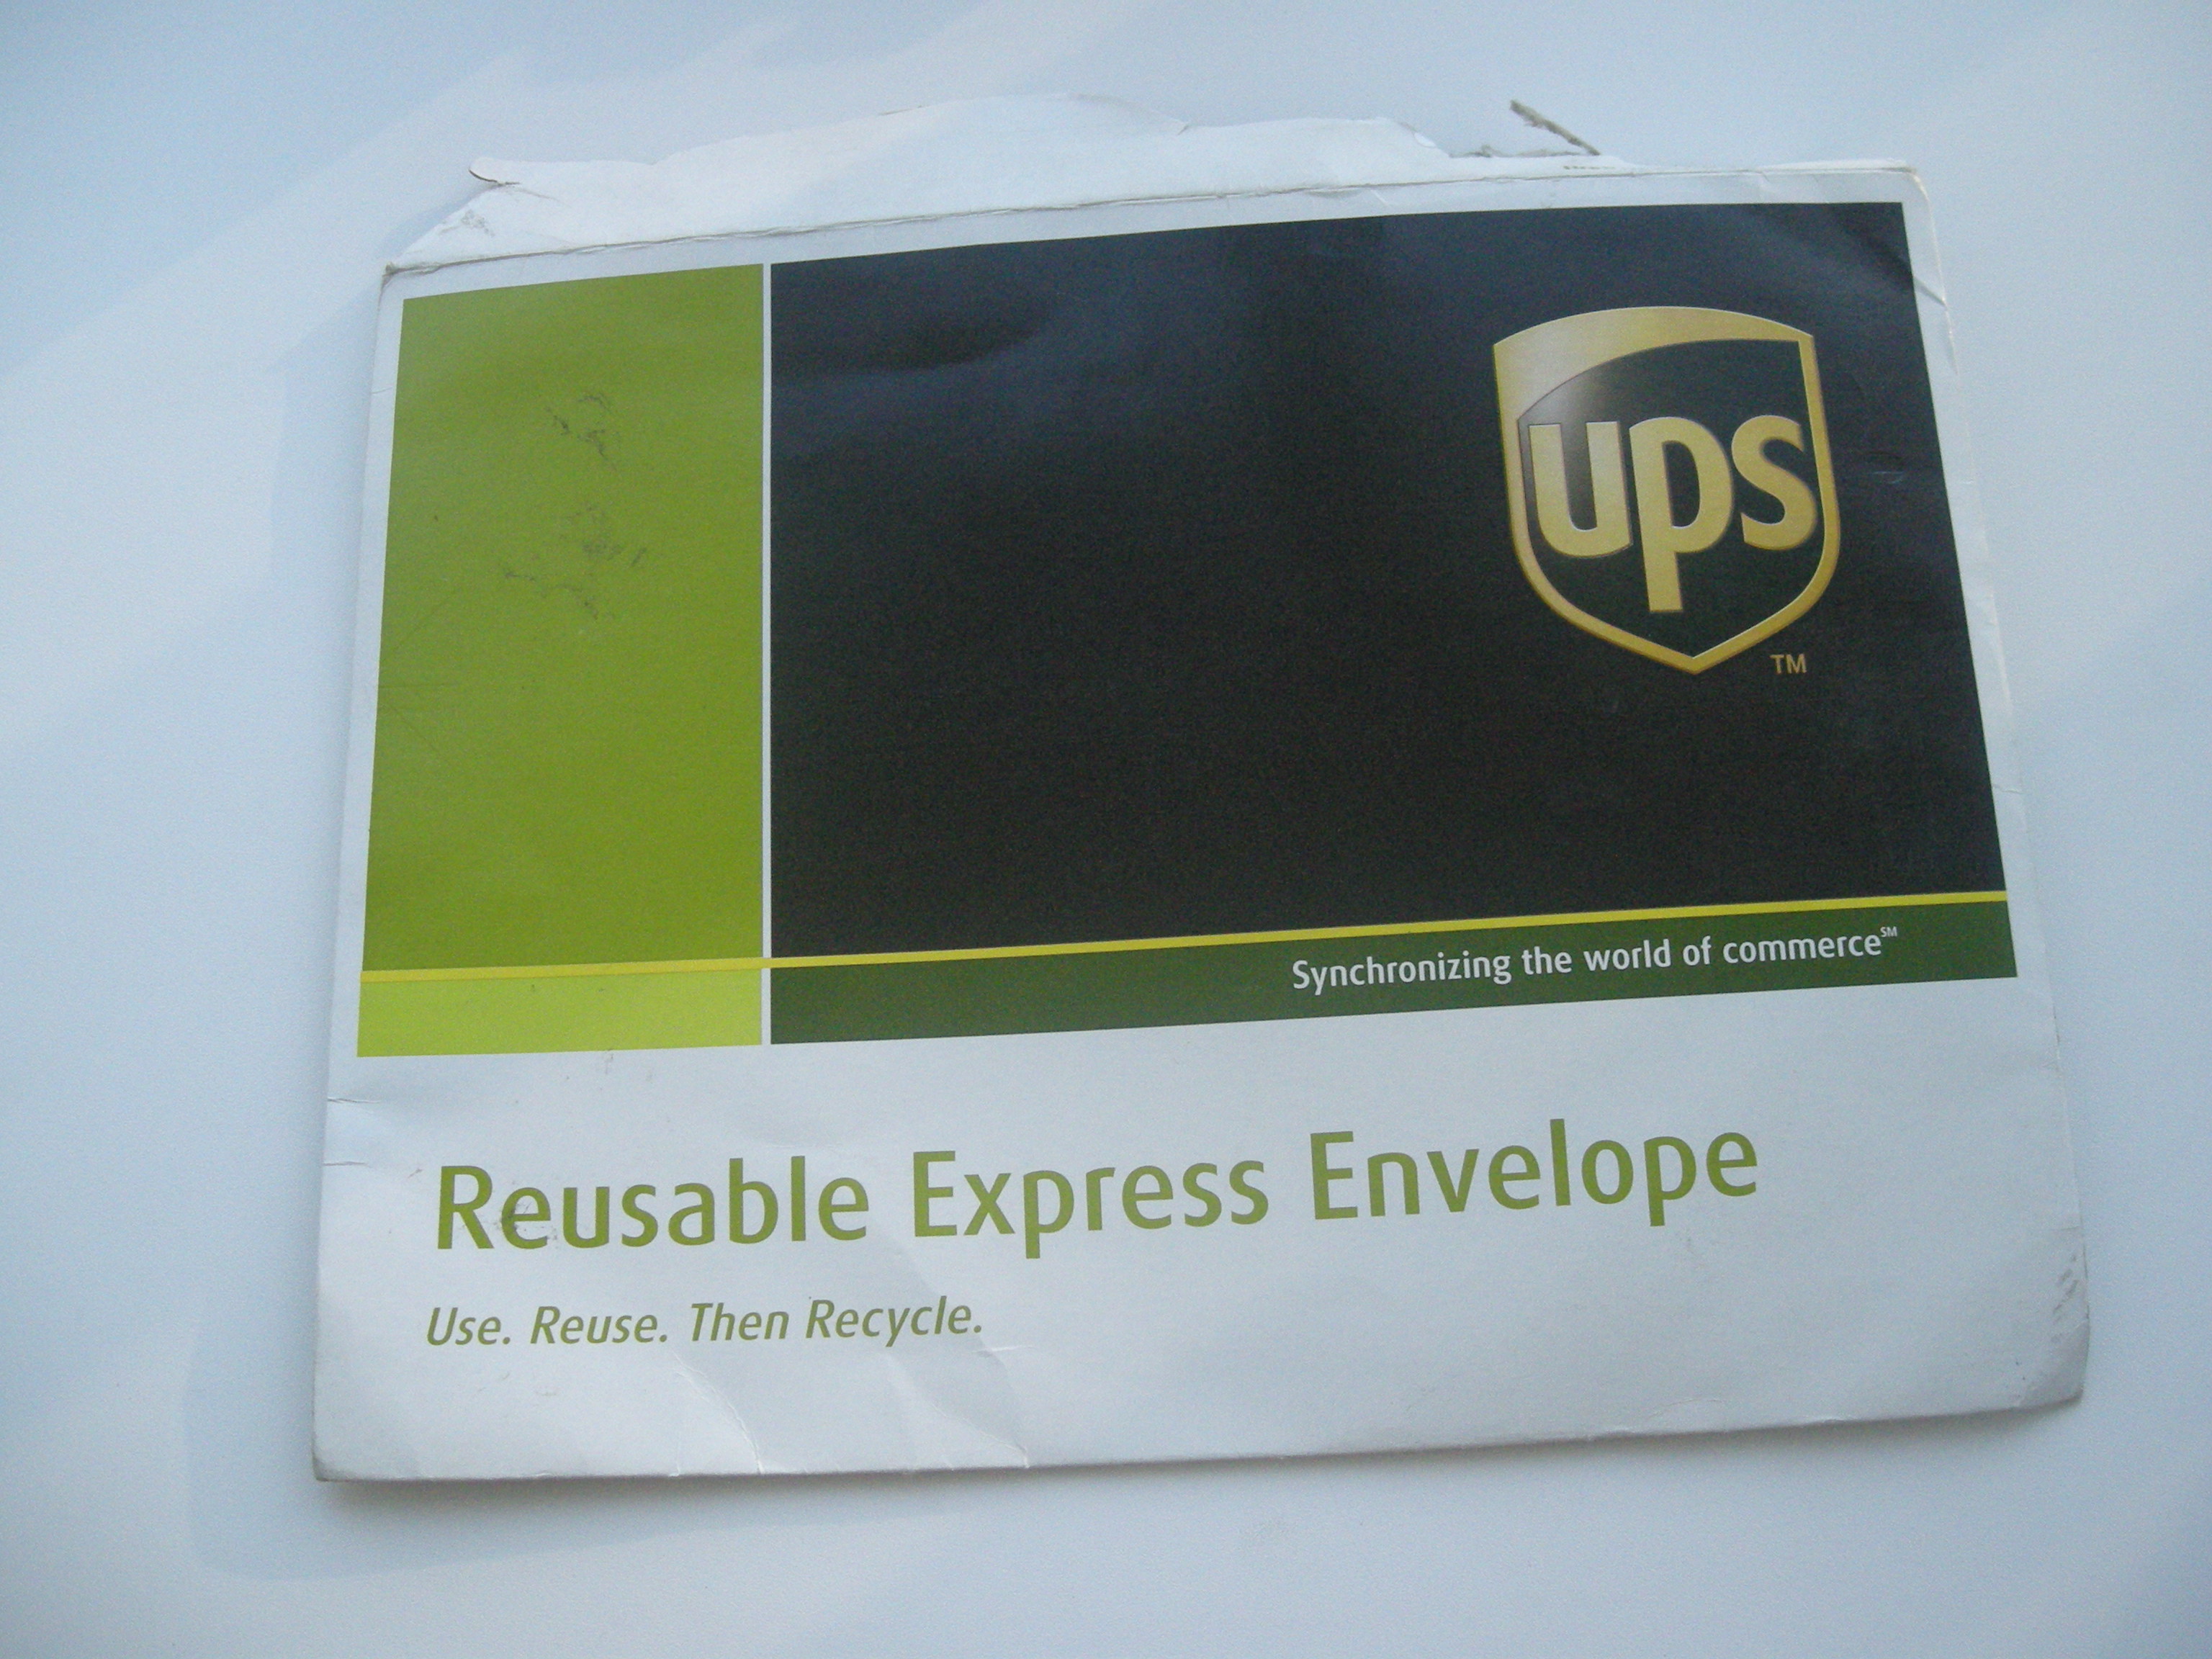 ups
TM
Synchronizing the world of commerce℠
Reusable Express Envelope
Use. Reuse. Then Recycle.